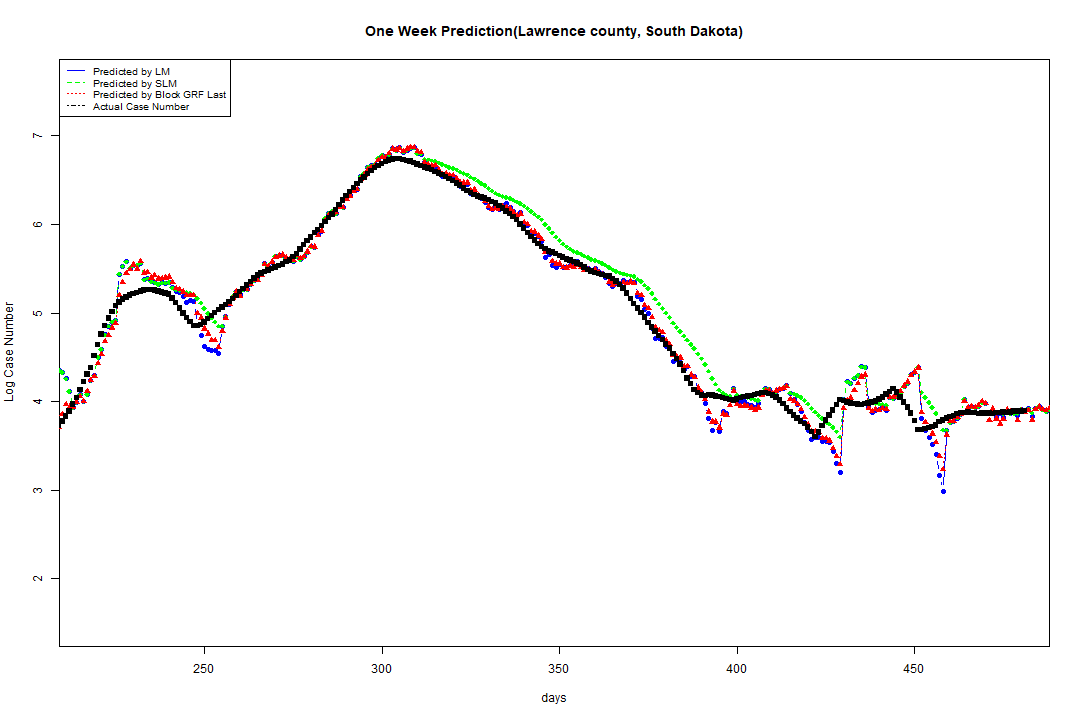 One Week Prediction(Lawrence county, South Dakota)
Predicted by LM
Predicted by SLM
Predicted by Block GRF Last
Actual Case Number
7
6
5
4
3
2
Log Case Number
250 300 350 400 450
days